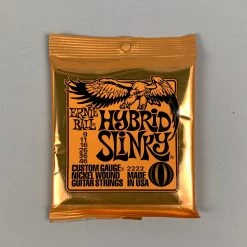 ERNIE BALL
HYBRID
SLINKY
9
11
16
26
36
46
CUSTOM GAUGE 2222
NICKEL WOUND MADE
GUITAR STRINGS IN USA